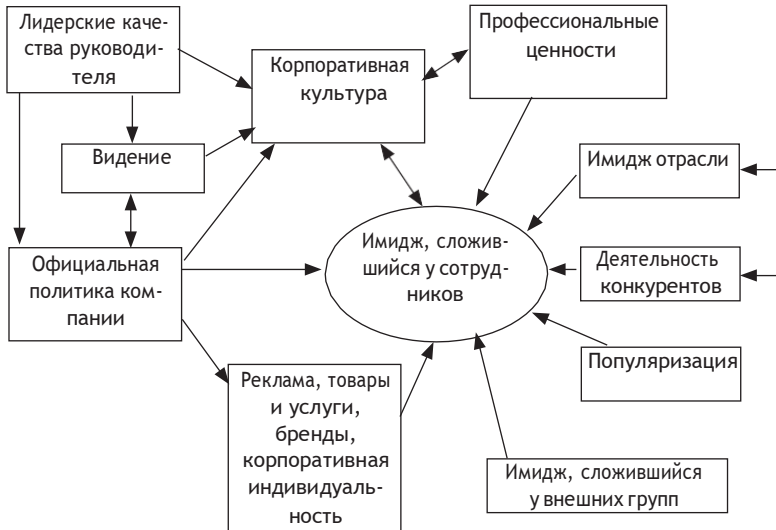 Лидерские каче-
ства руководи-
теля
Корпоративная
культура
Профессиональные
ценности
Видение
Имидж отрасли
Официальная
политика ком-
пании
Имидж, сложив-
шийся у сотруд-
ников
Деятельность
конкурентов
Популяризация
Реклама, товары
и услуги,
бренды,
корпоративная
индивидуаль-
ность
Имидж, сложившийся
у внешних групп